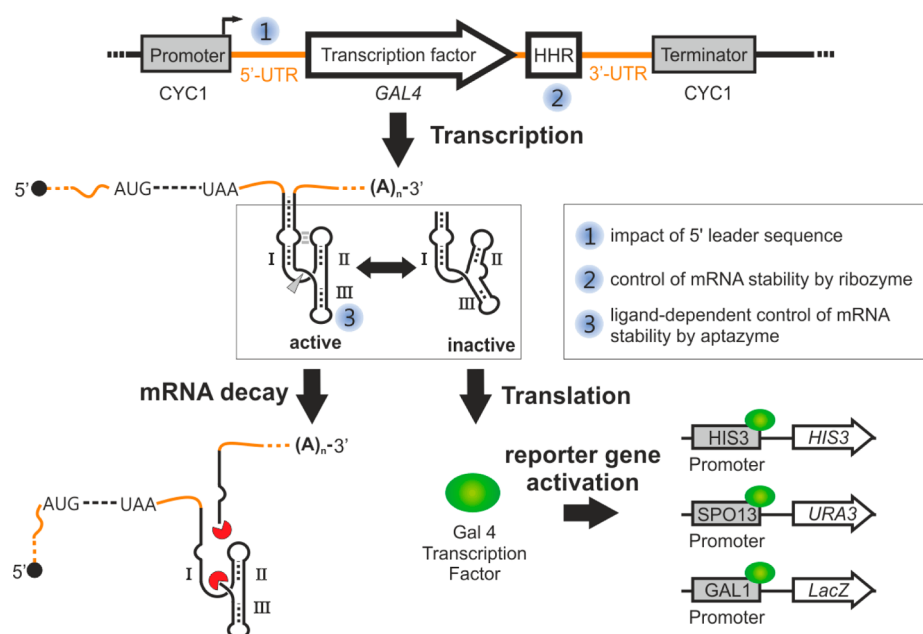 1
Promoter
Transcription factor
HHR
Terminator
5'-UTR
3'-UTR
CYC1
GAL4
2
CYC1
Transcription
5'
AUG
UAA
(A)n-3'
I
II
III
3
active
I
II
III
inactive
1 impact of 5' leader sequence
2 control of mRNA stability by ribozyme
3 ligand-dependent control of mRNA
stability by aptazyme
mRNA decay
Translation
(A)n-3'
AUG
UAA
5'
I
II
III
Gal 4
Transcription
Factor
reporter gene
activation
HIS3
HIS3
Promoter
SPO13
URA3
Promoter
GAL1
LacZ
Promoter